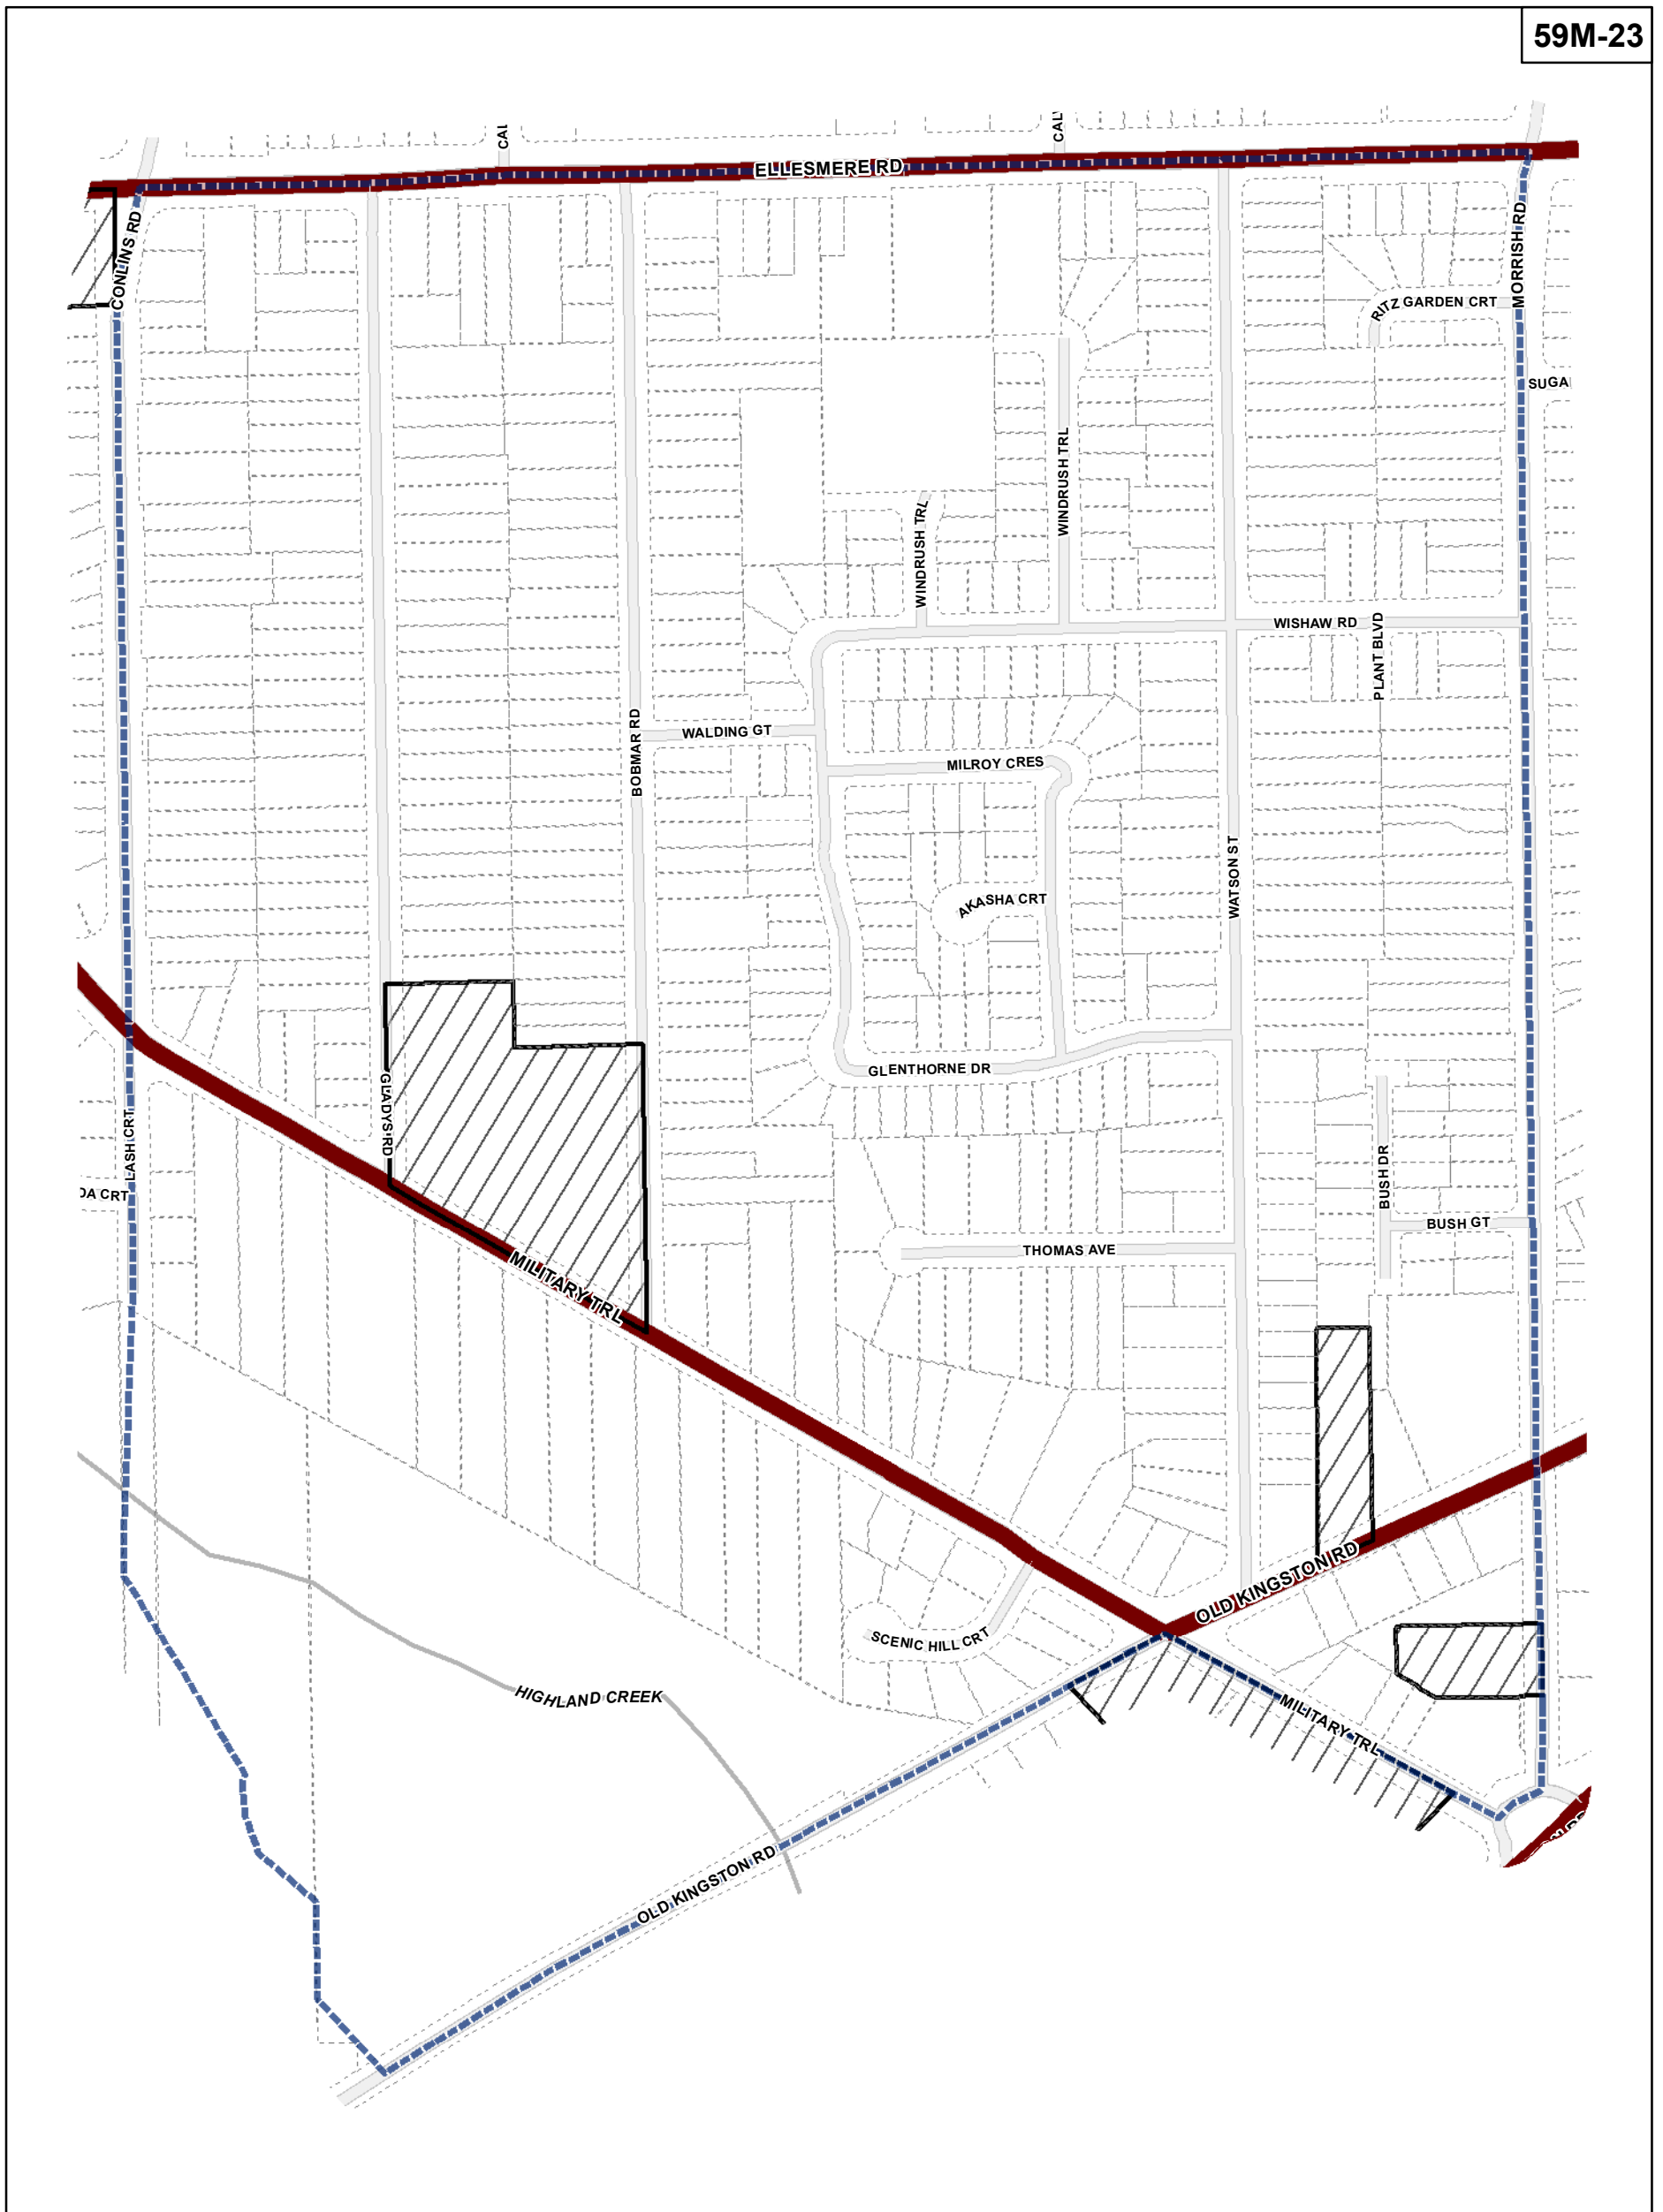 59M-23
CAL
CAL
ELLESMERE RD
CONLINS RD
MORRISH RD
RITZ GARDEN CRT
SUGA
WINDRUSH TRL
WINDRUSH TRL
WISHAW RD
PLANT BLVD
BOBMAR RD
WALDING GT
MILROY CRES
WATSON ST
AKASHA CRT
GLENTHORNE DR
GLADYS RD
LASH CRT
DA CRT
BUSH DR
BUSH GT
THOMAS AVE
MILITARY TRL
OLD KINGSTON RD
SCENIC HILL CRT
HIGHLAND CREEK
MILITARY TRL
OLD KINGSTON RD